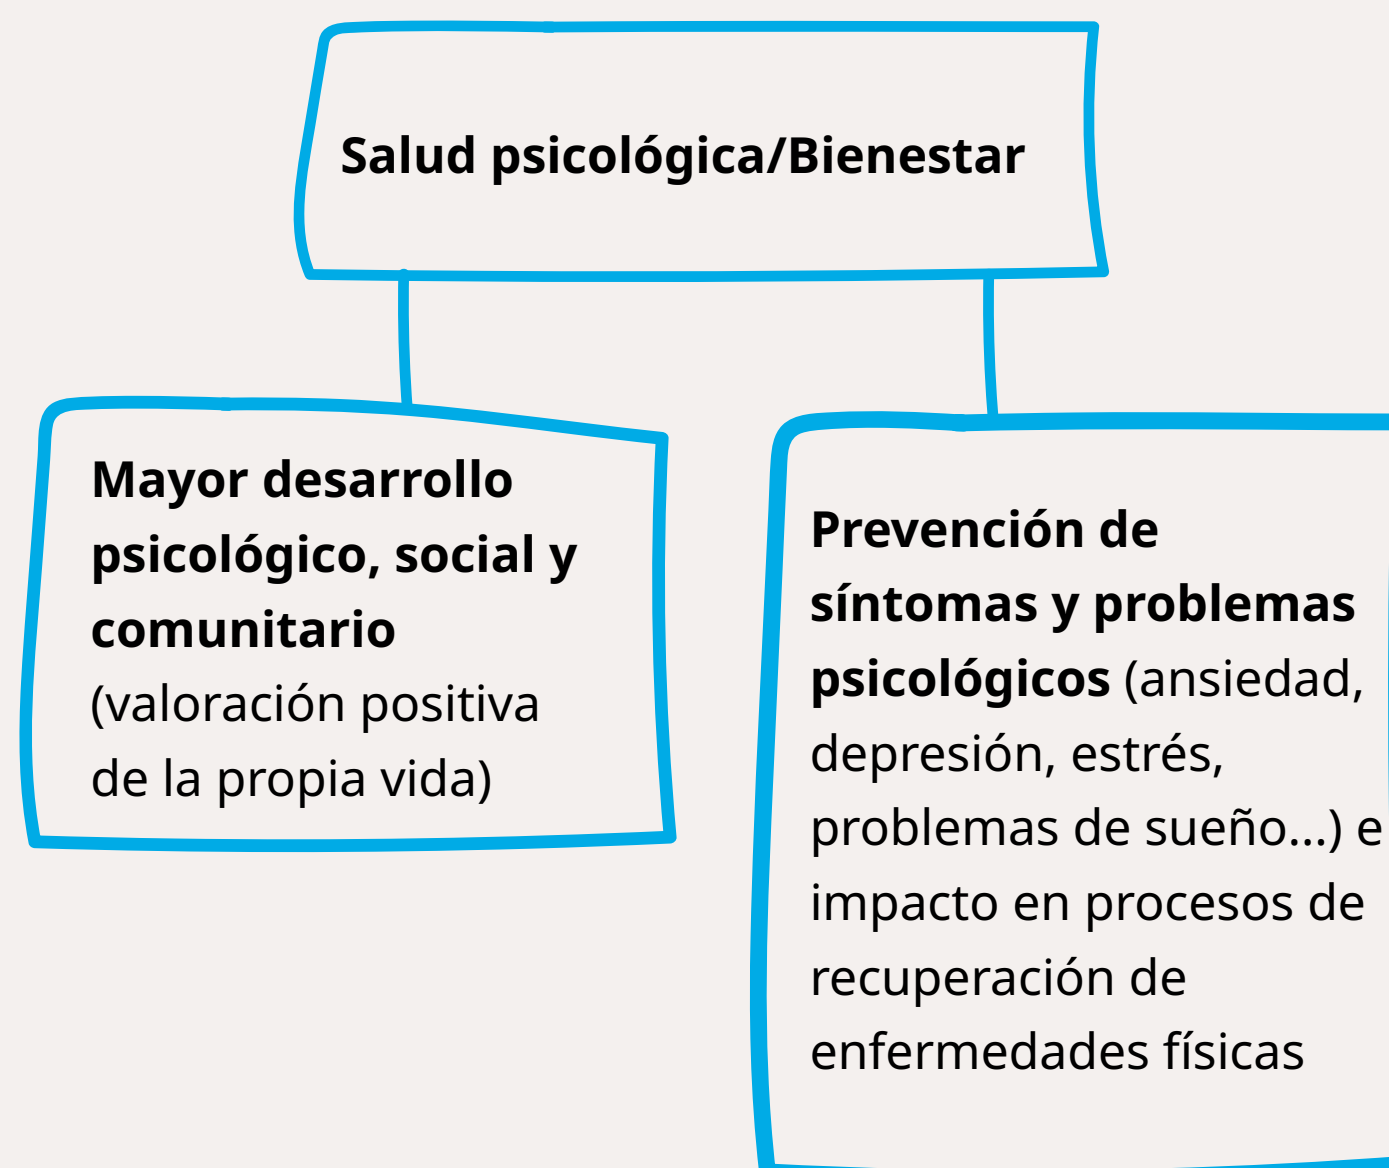 Salud psicológica/Bienestar
Mayor desarrollo
psicológico, social y
comunitario
(valoración positiva
de la propia vida)
Prevención de
síntomas y problemas
psicológicos (ansiedad,
depresión, estrés,
problemas de sueño...) e
impacto en procesos de
recuperación de
enfermedades físicas